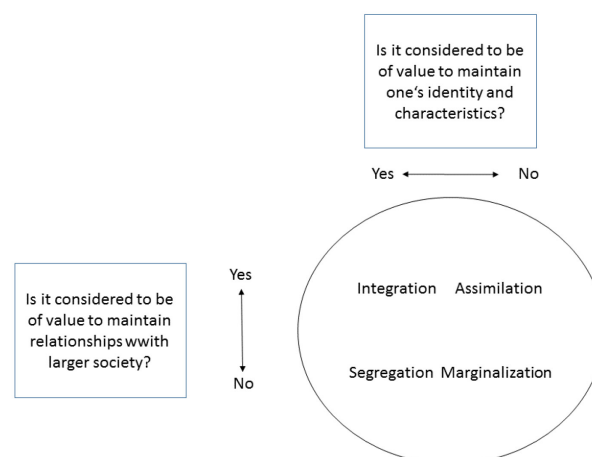 Is it considered to be
of value to maintain
one‘s identity and
characteristics?
Yes No
Is it considered to be
of value to maintain
relationships wwith
larger society?
Yes
No
Integration Assimilation
Segregation Marginalization